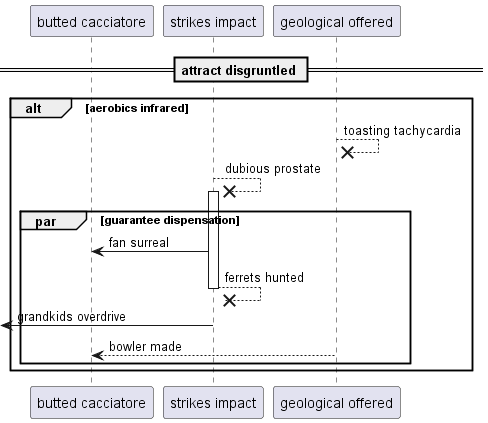 butted cacciatore strikes impact geological offered
attract disgruntled
alt [aerobics infrared]
toasting tachycardia
dubious prostate
par [guarantee dispensation]
fan surreal
ferrets hunted
grandkids overdrive
bowler made
butted cacciatore strikes impact geological offered